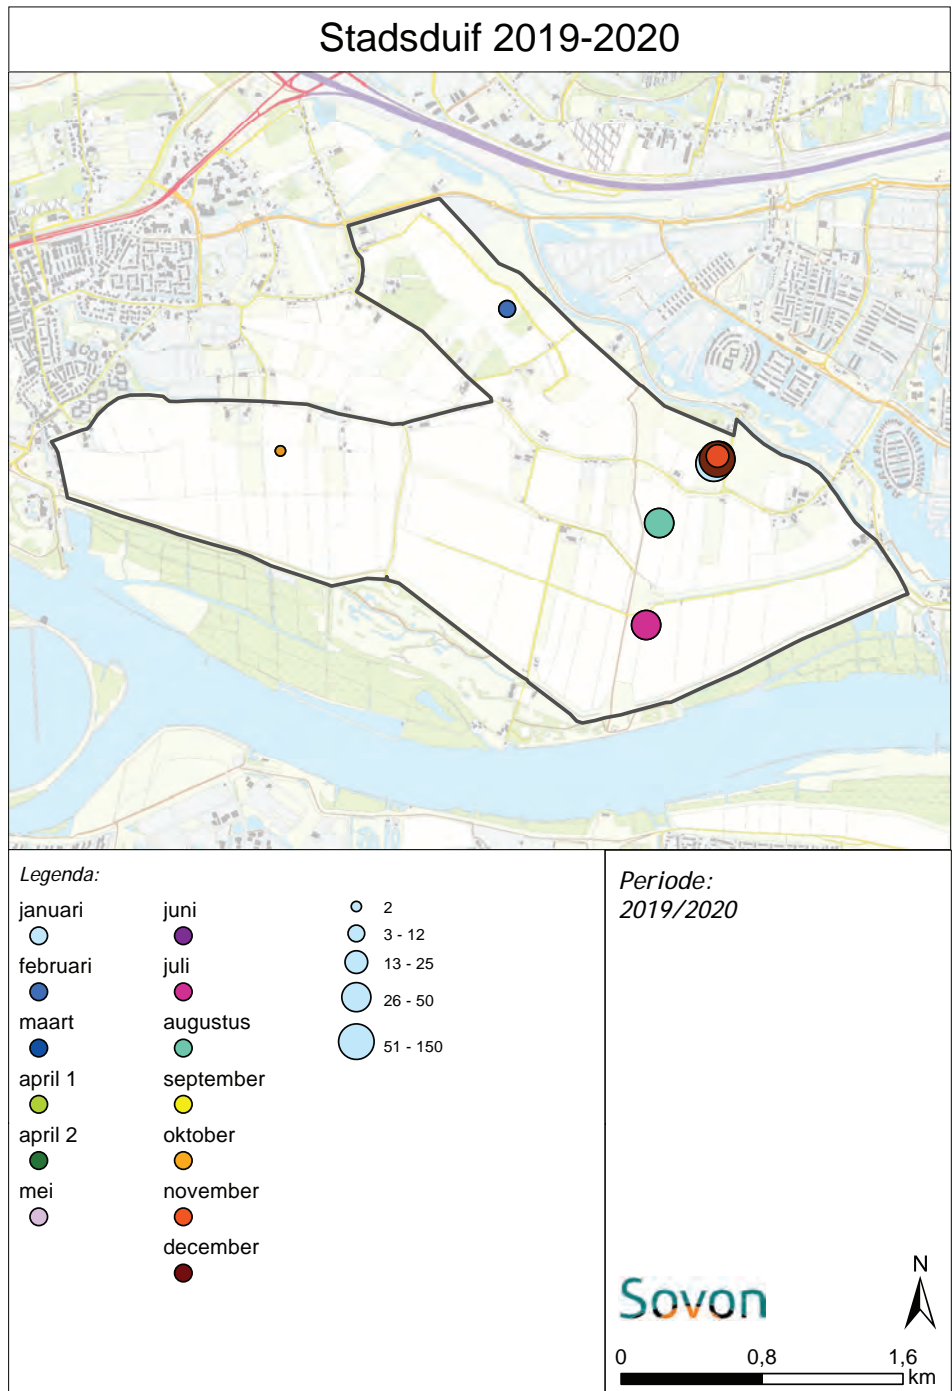 Stadsduif 2019-2020
Legenda:
januari
februari
maart
april 1
april 2
mei
juni
juli
augustus
september
oktober
november
december
2
3 - 12
13 - 25
26 - 50
51 - 150
Periode:
2019/2020
Sovon
N
0 0,8 1,6
km